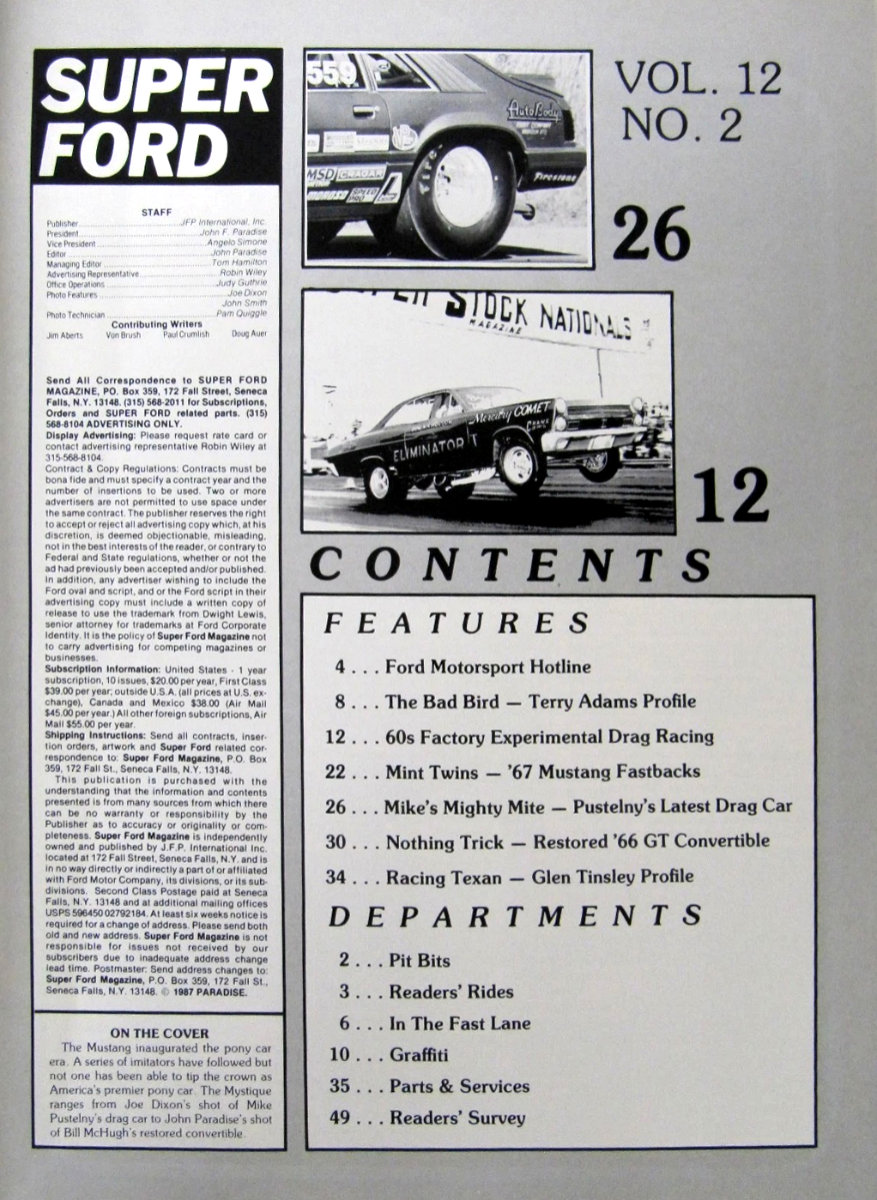 SUPER
FORD
STAFF
Publisher JFP International, Inc.
President John F. Paradise
Vice President Angelo Simone
Editor John Paradise
Managing Editor Tom Hamilton
Advertising Representative Robin Wiley
Office Operations Judy Guthrie
Photo Features Joe Dixon
John Smith
Photo Technician Pam Quiggle
Contributing Writers
Jim Aberts Von Brush Paul Crumlish Doug Auer
Send All Correspondence to SUPER FORD
MAGAZINE, PO. Box 359, 172 Fall Street, Seneca
Falls, N.Y. 13148. (315) 568-2011 for Subscriptions,
Orders and SUPER FORD related parts. (315)
568-8104 ADVERTISING ONLY.
Display Advertising: Please request rate card or
contact advertising representative Robin Wiley at
315-568-8104.
Contract & Copy Regulations: Contracts must be
bona fide and must specify a contract year and the
number of insertions to be used. Two or more
advertisers are not permitted to use space under
the same contract. The publisher reserves the right
to accept or reject all advertising copy which, at his
discretion, is deemed objectionable, misleading,
not in the best interests of the reader, or contrary to
Federal and State regulations, whether or not the
ad had previously been accepted and/or published.
In addition, any advertiser wishing to include the
Ford oval and script, and or the Ford script in their
advertising copy must include a written copy of
release to use the trademark from Dwight Lewis,
senior attorney for trademarks at Ford Corporate
Identity. It is the policy of Super Ford Magazine not
to carry advertising for competing magazines or
businesses.
Subscription Information: United States - 1 year
subscription, 10 issues, $20.00 per year, First Class
$39.00 per year; outside U.S.A. (all prices at U.S. ex-
change), Canada and Mexico $38.00 (Air Mail
$45.00 per year.) All other foreign subscriptions, Air
Mail $55.00 per year.
Shipping Instructions: Send all contracts, inser-
tion orders, artwork and Super Ford related cor-
respondence to: Super Ford Magazine, P.O. Box
359, 172 Fall St., Seneca Falls, N.Y. 13148.
This publication is purchased with the
understanding that the information and contents
presented is from many sources from which there
can be no warranty or responsibility by the
Publisher as to accuracy or originality or com-
pleteness. Super Ford Magazine is independently
owned and published by J.F.P. International Inc.
located at 172 Fall Street, Seneca Falls, N.Y. and is
in no way directly or indirectly a part of or affiliated
with Ford Motor Company, its divisions, or its sub-
divisions. Second Class Postage paid at Seneca
Falls, N.Y. 13148 and at additional mailing offices
USPS 596450 02792184. At least six weeks notice is
required for a change of address. Please send both
old and new address. Super Ford Magazine is not
responsible for issues not received by our
subscribers due to inadequate address change
lead time. Postmaster: Send address changes to:
Super Ford Magazine, P.O. Box 359, 172 Fall St.,
Seneca Falls, N.Y. 13148. © 1987 PARADISE.
ON THE COVER
The Mustang inaugurated the pony car
era. A series of imitators have followed but
not one has been able to tip the crown as
America's premier pony car. The Mystique
ranges from Joe Dixon's shot of Mike
Pustelny's drag car to John Paradise's shot
of Bill McHugh's restored convertible.
559
AutoBody
Firestone
MSD CRAGAR
MOROSO SPEED PRO
VOL. 12
NO. 2
26
SUPER STOCK NATIONALS
MAGAZINE
Mercury COMET
ELIMINATOR I
12
CONTENTS
FEATURES
4 . . . Ford Motorsport Hotline
8 . . . The Bad Bird — Terry Adams Profile
12 . . . 60s Factory Experimental Drag Racing
22 . . . Mint Twins — '67 Mustang Fastbacks
26 . . . Mike's Mighty Mite — Pustelny's Latest Drag Car
30 . . . Nothing Trick — Restored '66 GT Convertible
34 . . . Racing Texan — Glen Tinsley Profile
DEPARTMENTS
2 . . . Pit Bits
3 . . . Readers' Rides
6 . . . In The Fast Lane
10 . . . Graffiti
35 . . . Parts & Services
49 . . . Readers' Survey